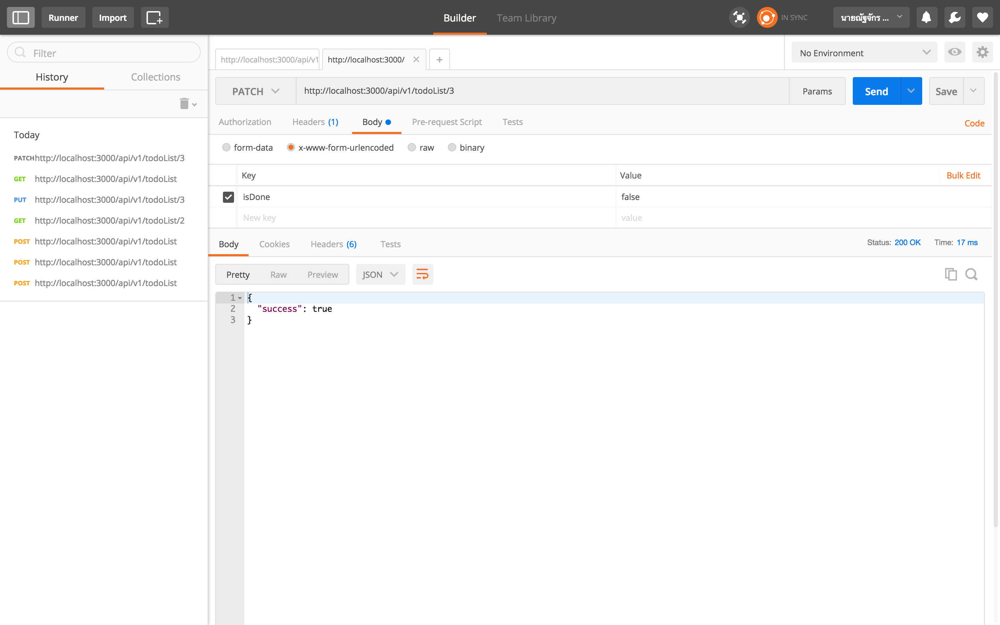 Runner Import Builder Team Library IN SYNC นายณัฐจักร ...
Filter
History Collections
Today
PATCH http://localhost:3000/api/v1/todoList/3
GET http://localhost:3000/api/v1/todoList
PUT http://localhost:3000/api/v1/todoList/3
GET http://localhost:3000/api/v1/todoList/2
POST http://localhost:3000/api/v1/todoList
POST http://localhost:3000/api/v1/todoList
POST http://localhost:3000/api/v1/todoList
http://localhost:3000/api/v1 http://localhost:3000/ No Environment
PATCH http://localhost:3000/api/v1/todoList/3 Params Send Save
Authorization Headers (1) Body Pre-request Script Tests Code
form-data x-www-form-urlencoded raw binary
Key Value Bulk Edit
isDone false
New key value
Body Cookies Headers (6) Tests Status: 200 OK Time: 17 ms
Pretty Raw Preview JSON
1 {
2 "success": true
3 }